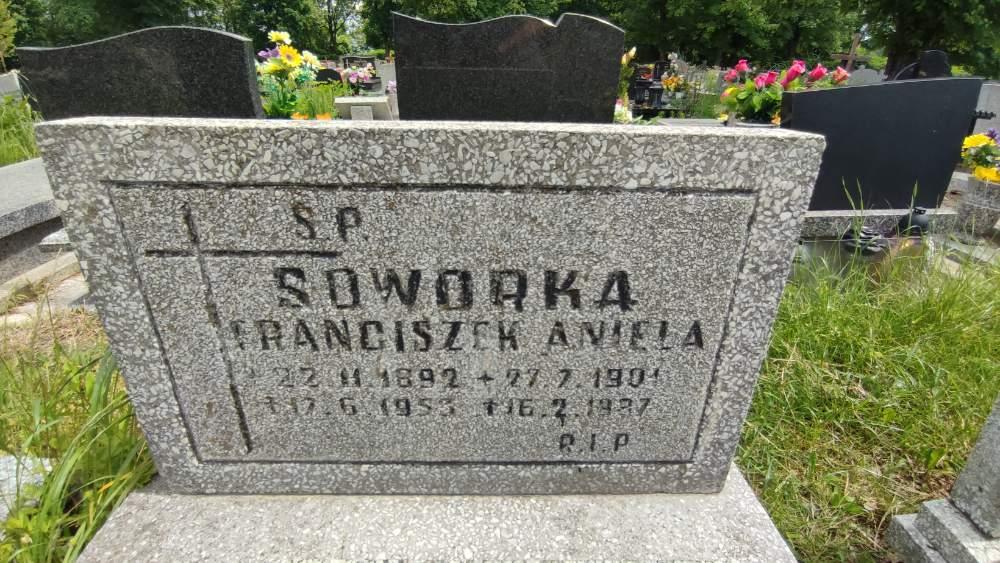 Ś.P.
SOWORKA
FRANCISZEK ANIELA
* 22 11.1892 + 27.7.1901
+ 17.6.1953 + 16.2.1987
R.I.P